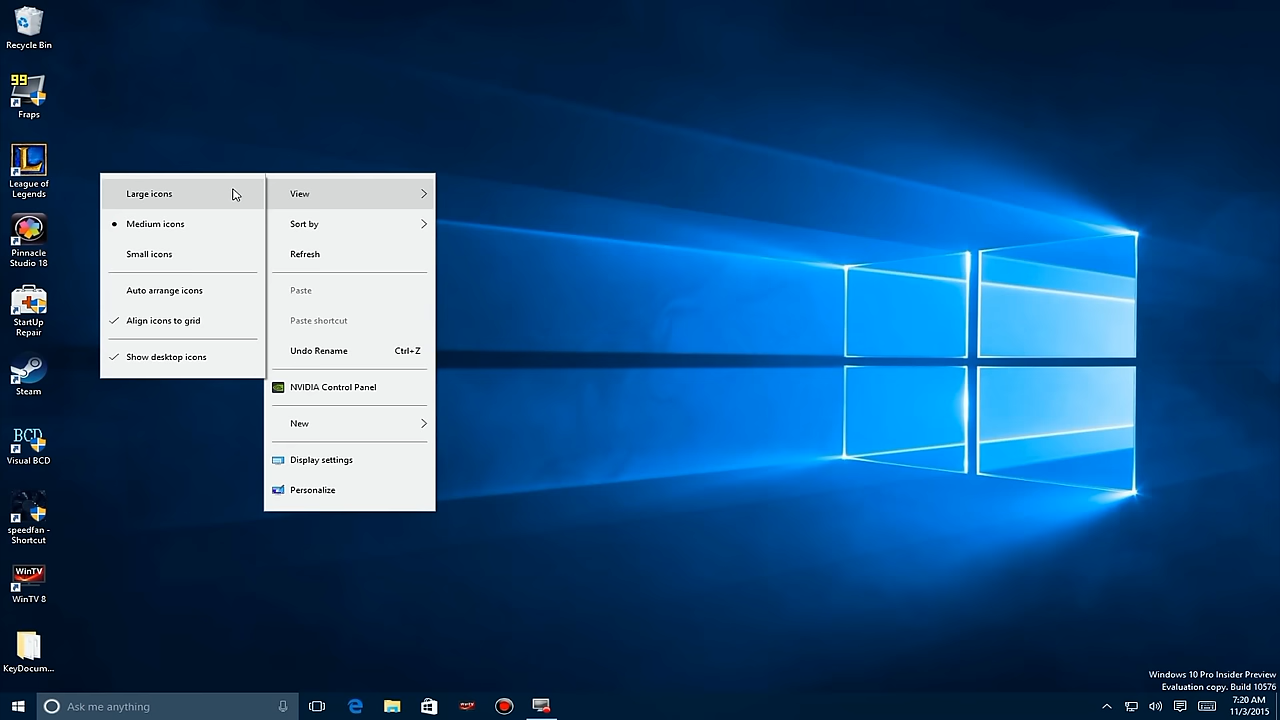 Recycle Bin
99
Fraps
League of
Legends
Pinnacle
Studio 18
StartUp
Repair
Steam
BCD
Visual BCD
speedfan -
Shortcut
WinTV
WinTV 8
KeyDocum...
Large icons
Medium icons
Small icons
Auto arrange icons
Align icons to grid
Show desktop icons
View
Sort by
Refresh
Paste
Paste shortcut
Undo Rename Ctrl+Z
NVIDIA Control Panel
New
Display settings
Personalize
Windows 10 Pro Insider Preview
Evaluation copy. Build 10576
Ask me anything
7:20 AM
11/3/2015